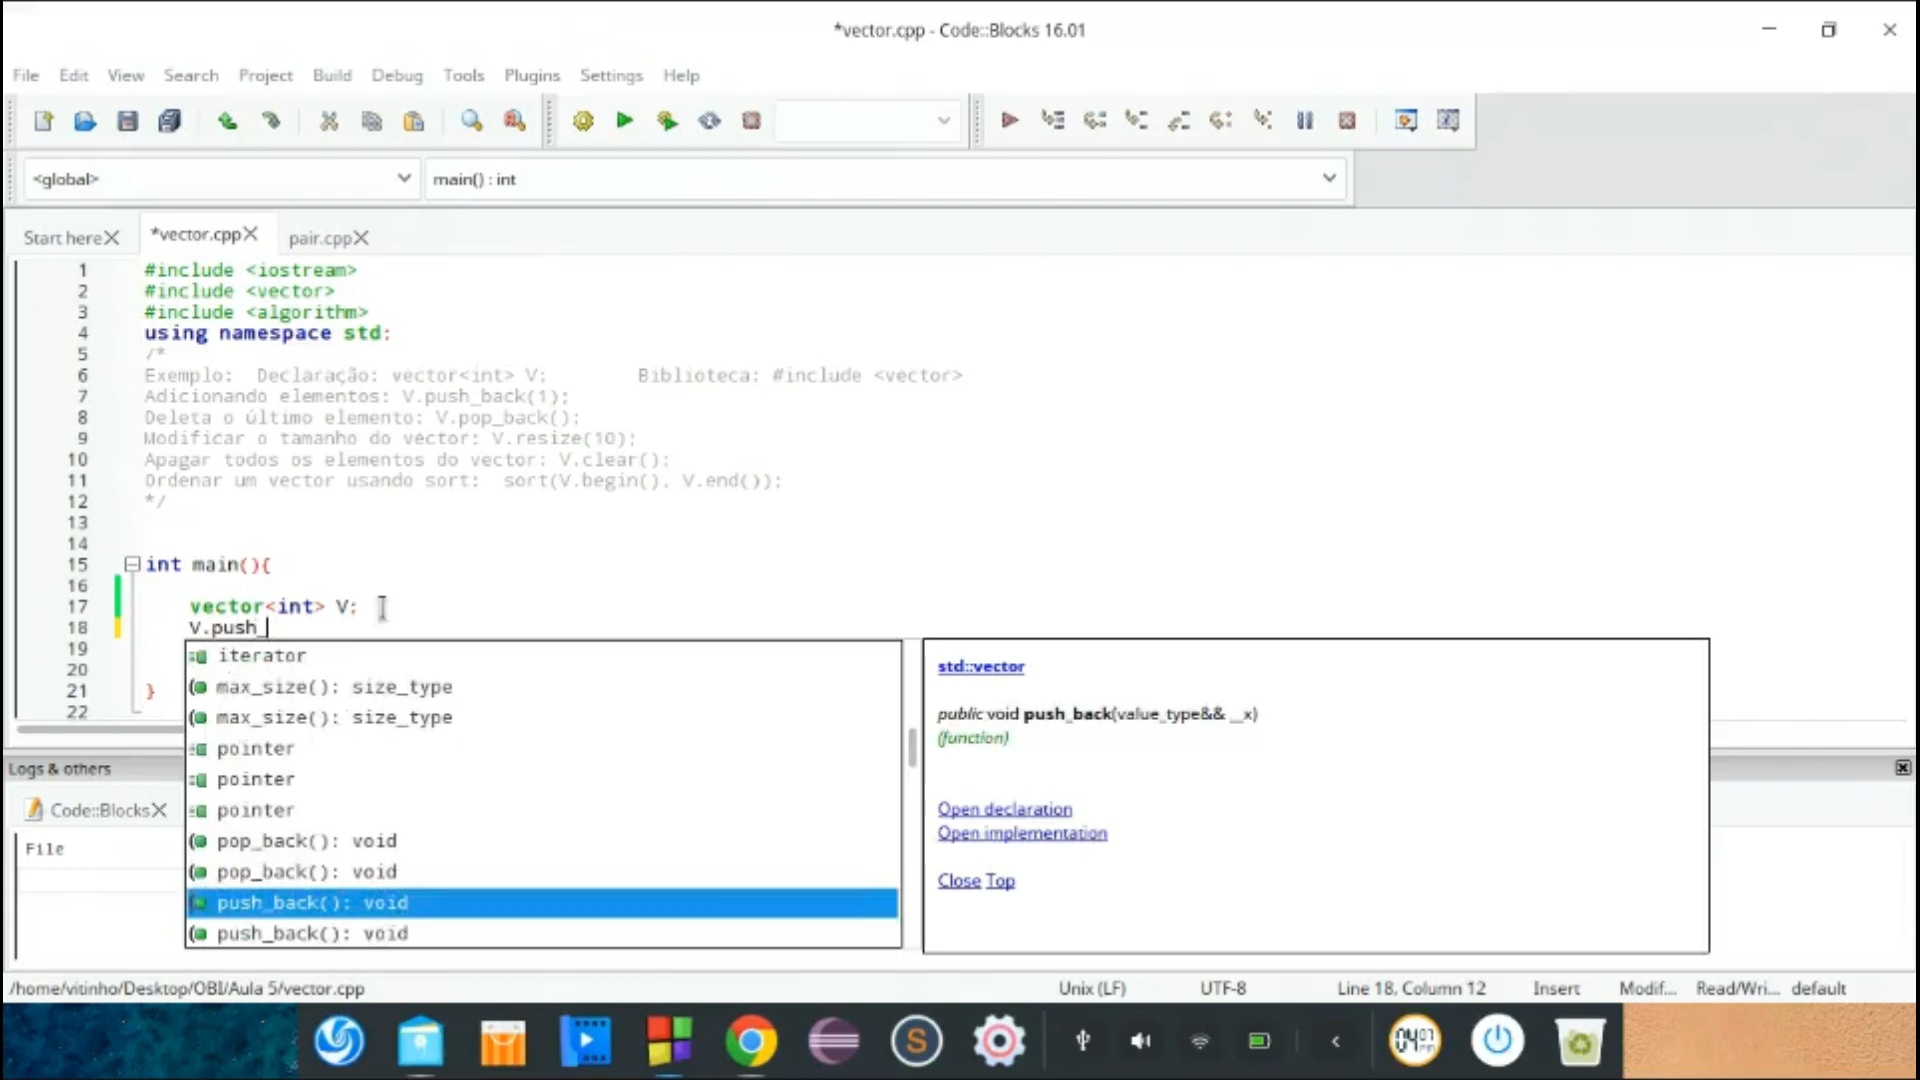 *vector.cpp - Code::Blocks 16.01
File Edit View Search Project Build Debug Tools Plugins Settings Help
<global> main() : int
Start here *vector.cpp pair.cpp
1 #include <iostream>
2 #include <vector>
3 #include <algorithm>
4 using namespace std;
5 /*
6 Exemplo: Declaração: vector<int> V; Biblioteca: #include <vector>
7 Adicionando elementos: V.push_back(1);
8 Deleta o último elemento: V.pop_back();
9 Modificar o tamanho do vector: V.resize(10);
10 Apagar todos os elementos do vector: V.clear();
11 Ordenar um vector usando sort: sort(V.begin(), V.end());
12 */
13
14
15 int main(){
16
17 vector<int> V;
18 V.push_
19
20
21 }
22
iterator
max_size(): size_type
max_size(): size_type
pointer
pointer
pointer
pop_back(): void
pop_back(): void
push_back(): void
push_back(): void
std::vector
public void push_back(value_type&& __x)
(function)
Open declaration
Open implementation
Close Top
Logs & others
Code::Blocks
File
/home/vitinho/Desktop/OBI/Aula 5/vector.cpp Unix (LF) UTF-8 Line 18, Column 12 Insert Modif... Read/Wri... default
04 07 PM